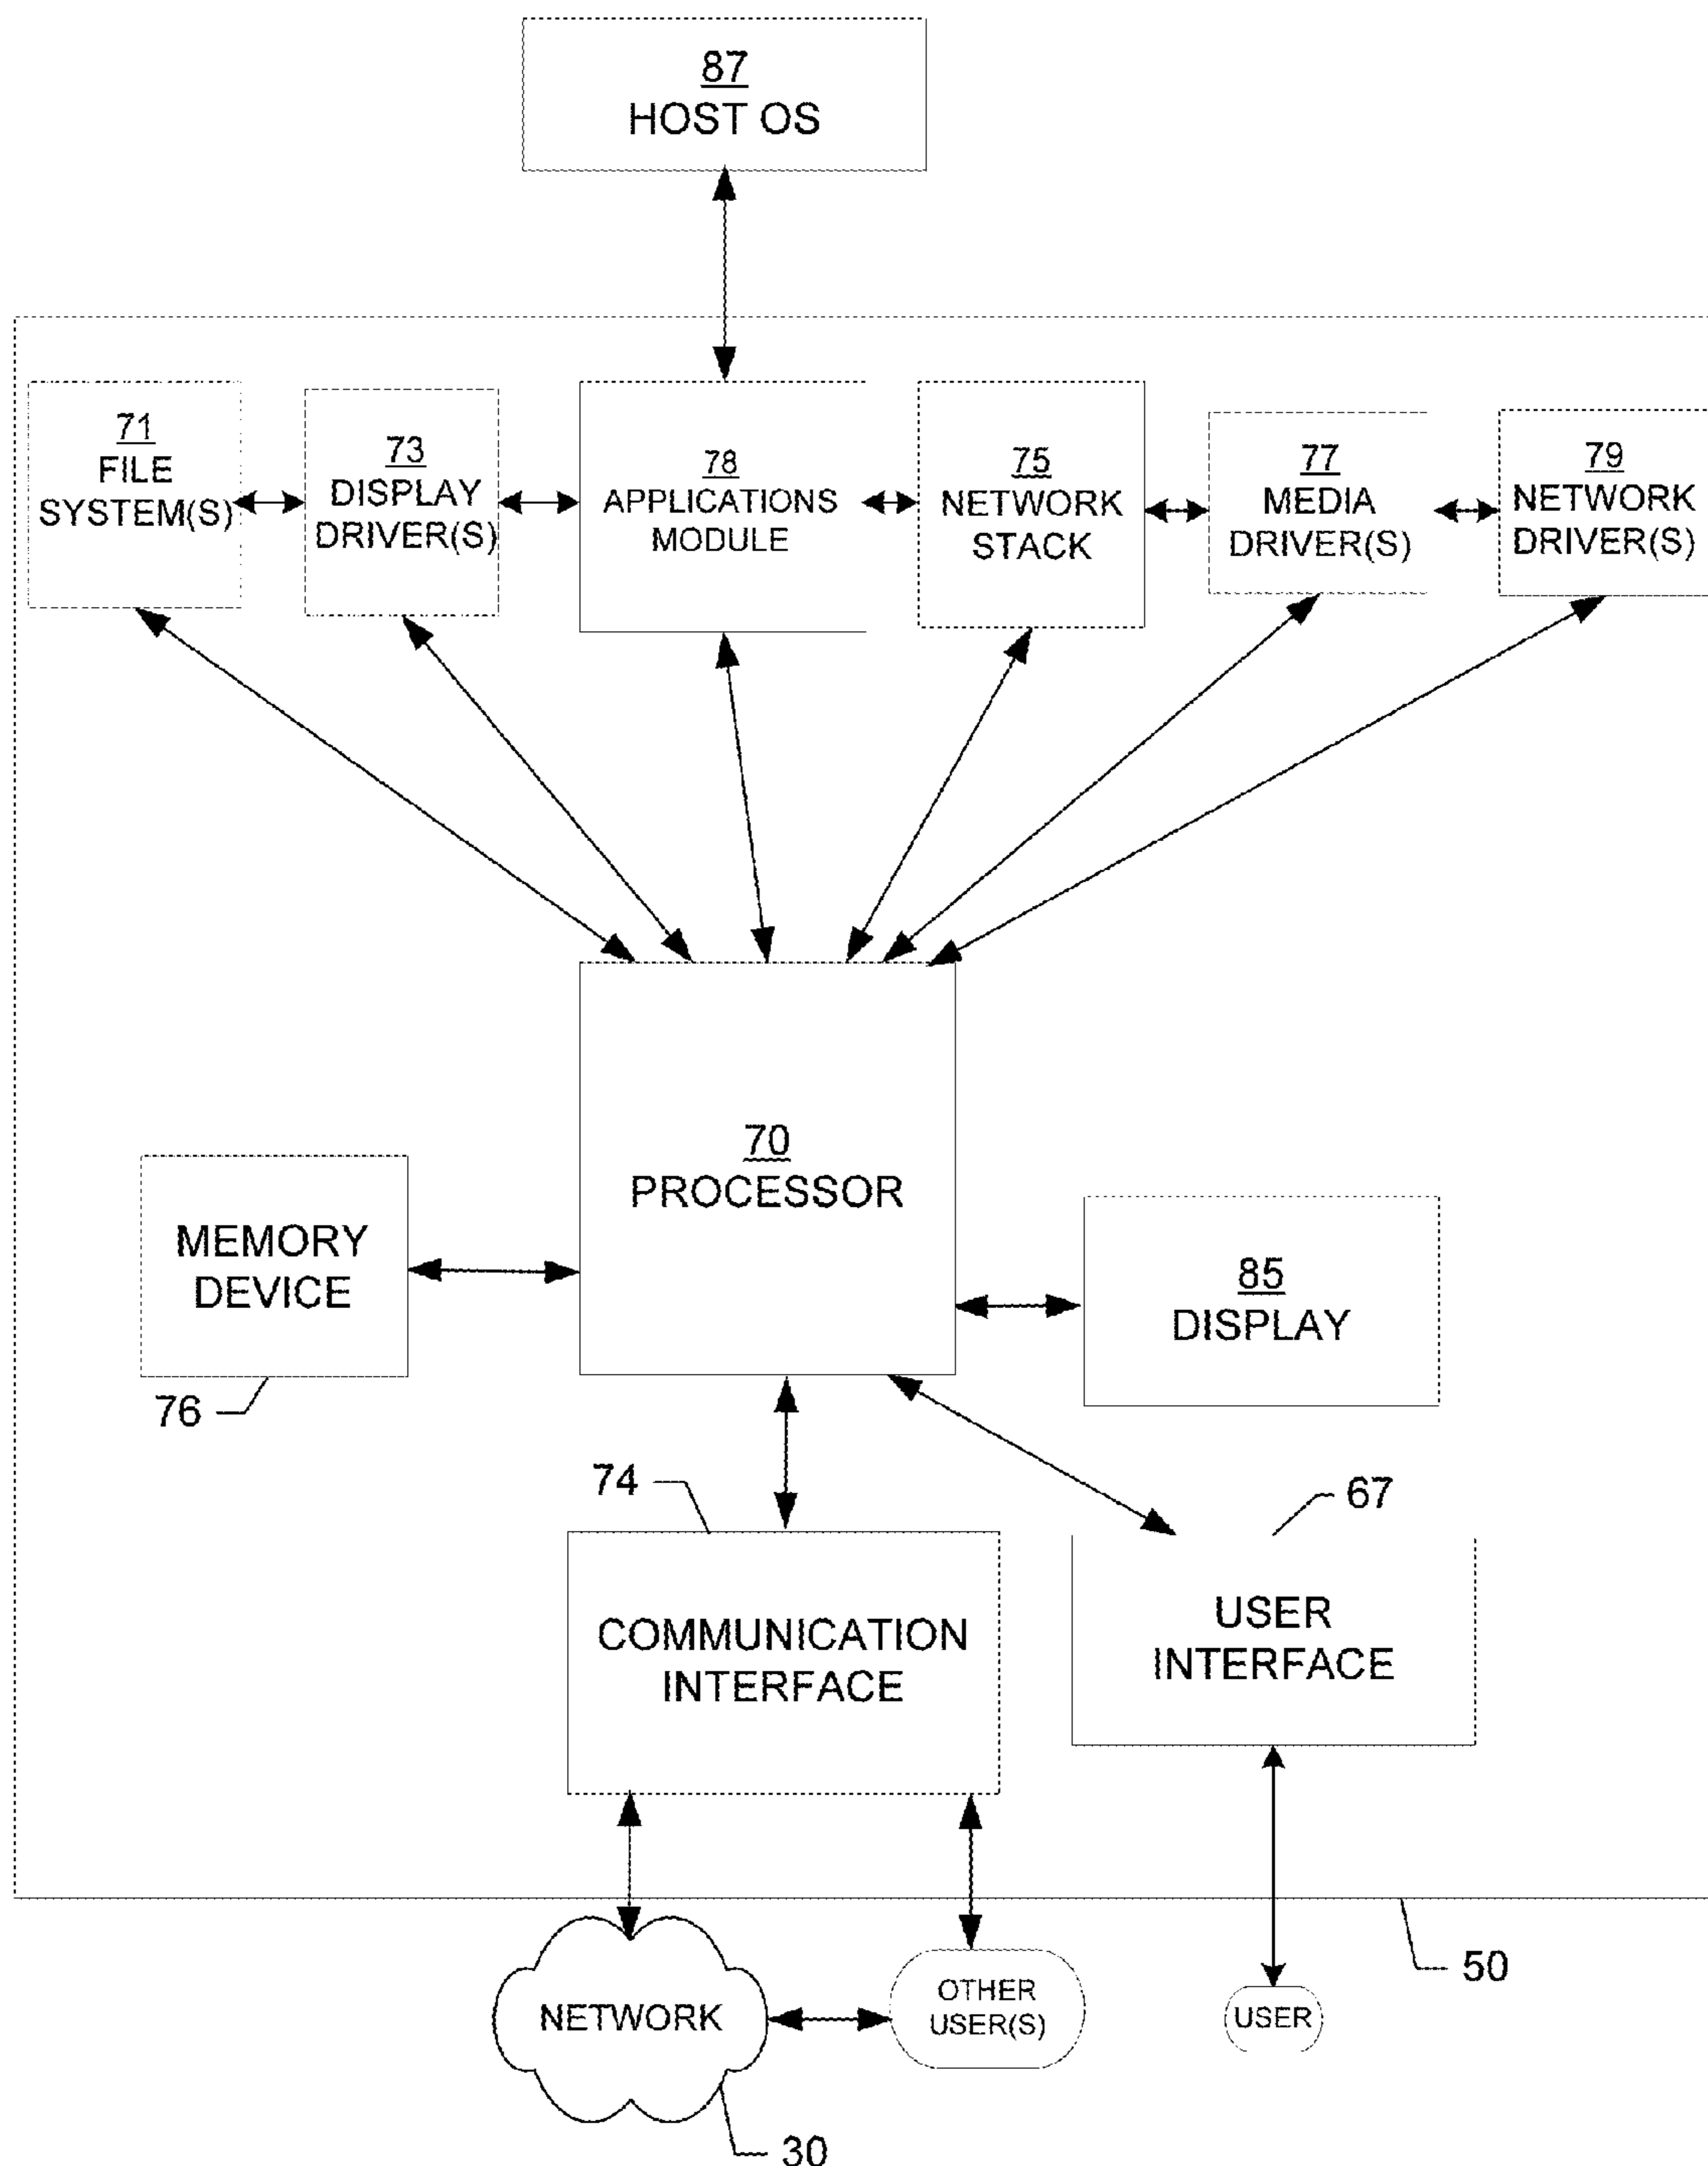 87
HOST OS
71
FILE
SYSTEM(S)
73
DISPLAY
DRIVER(S)
78
APPLICATIONS
MODULE
75
NETWORK
STACK
77
MEDIA
DRIVER(S)
79
NETWORK
DRIVER(S)
70
PROCESSOR
MEMORY
DEVICE
76
85
DISPLAY
74
COMMUNICATION
INTERFACE
67
USER
INTERFACE
50
NETWORK
30
OTHER
USER(S)
USER